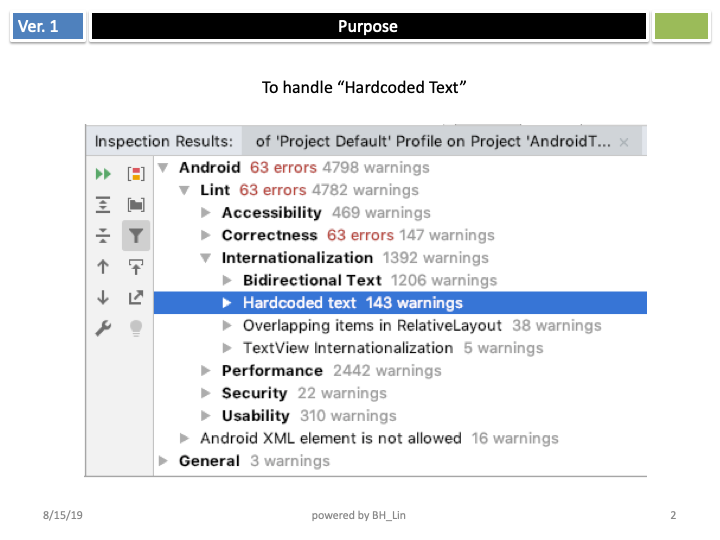 Ver. 1
Purpose
To handle “Hardcoded Text”
Inspection Results: of 'Project Default' Profile on Project 'AndroidT... ×
Android 63 errors 4798 warnings
Lint 63 errors 4782 warnings
Accessibility 469 warnings
Correctness 63 errors 147 warnings
Internationalization 1392 warnings
Bidirectional Text 1206 warnings
Hardcoded text 143 warnings
Overlapping items in RelativeLayout 38 warnings
TextView Internationalization 5 warnings
Performance 2442 warnings
Security 22 warnings
Usability 310 warnings
Android XML element is not allowed 16 warnings
General 3 warnings
8/15/19 powered by BH_Lin 2